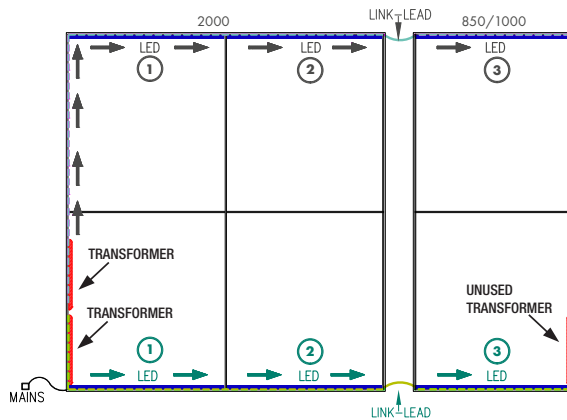 2000
LINK-LEAD
850/1000
LED
LED
LED
1
2
3
TRANSFORMER
TRANSFORMER
UNUSED
TRANSFORMER
1
2
3
LED
LED
LED
MAINS
LINK-LEAD